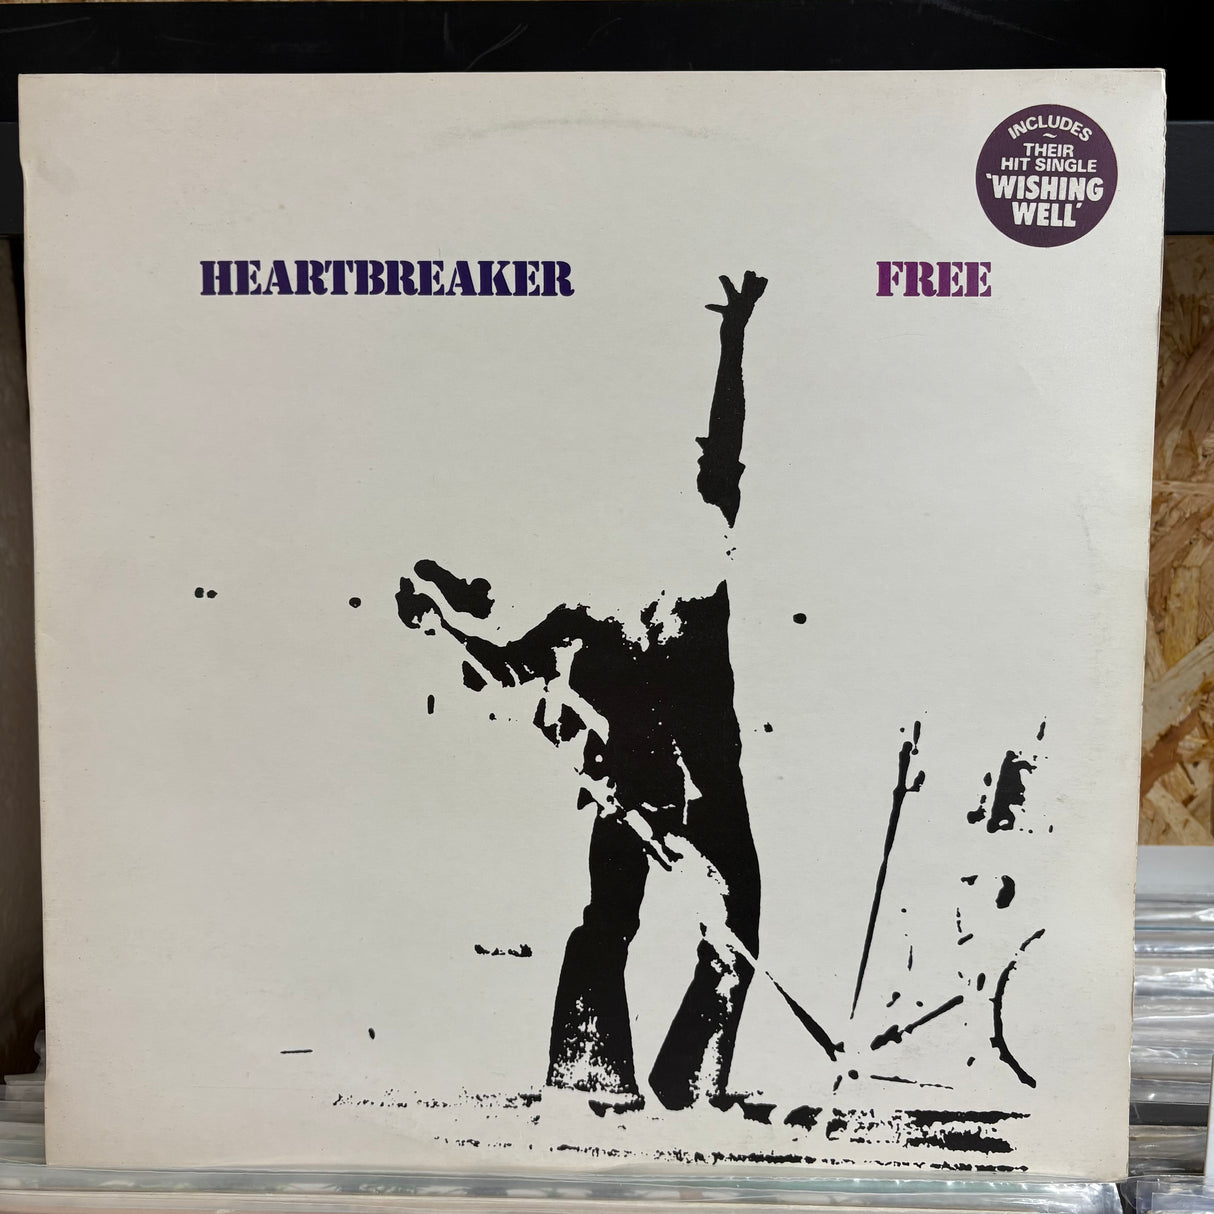 INCLUDES
~
THEIR
HIT SINGLE
'WISHING
WELL'
HEARTBREAKER FREE